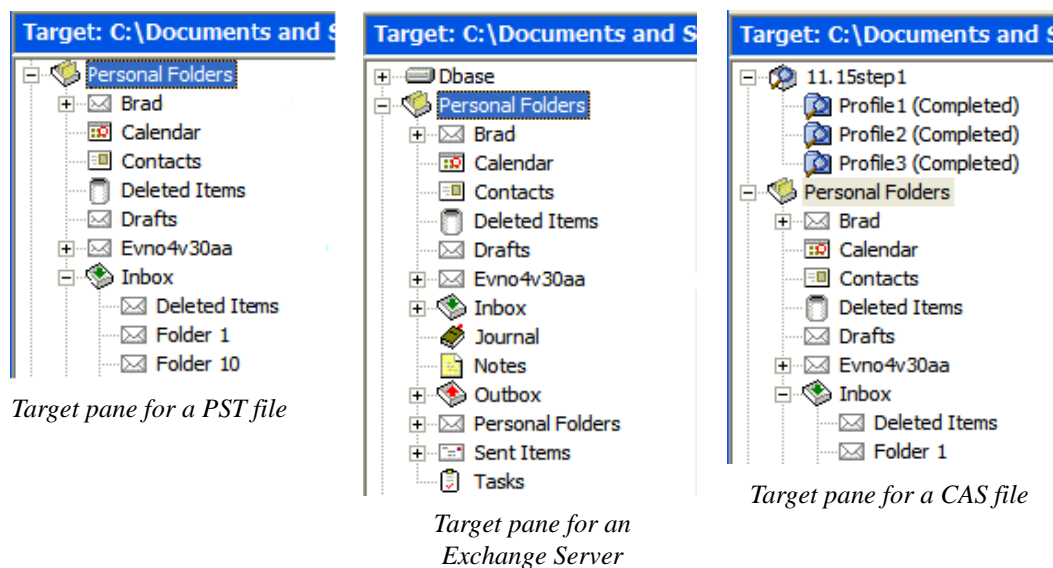 Target: C:\Documents and S
Personal Folders
Brad
Calendar
Contacts
Deleted Items
Drafts
Evno4v30aa
Inbox
Deleted Items
Folder 1
Folder 10
Target pane for a PST file
Target: C:\Documents and S
Dbase
Personal Folders
Brad
Calendar
Contacts
Deleted Items
Drafts
Evno4v30aa
Inbox
Journal
Notes
Outbox
Personal Folders
Sent Items
Tasks
Target pane for an
Exchange Server
Target: C:\Documents and S
11.15step1
Profile1 (Completed)
Profile2 (Completed)
Profile3 (Completed)
Personal Folders
Brad
Calendar
Contacts
Deleted Items
Drafts
Evno4v30aa
Inbox
Deleted Items
Folder 1
Target pane for a CAS file